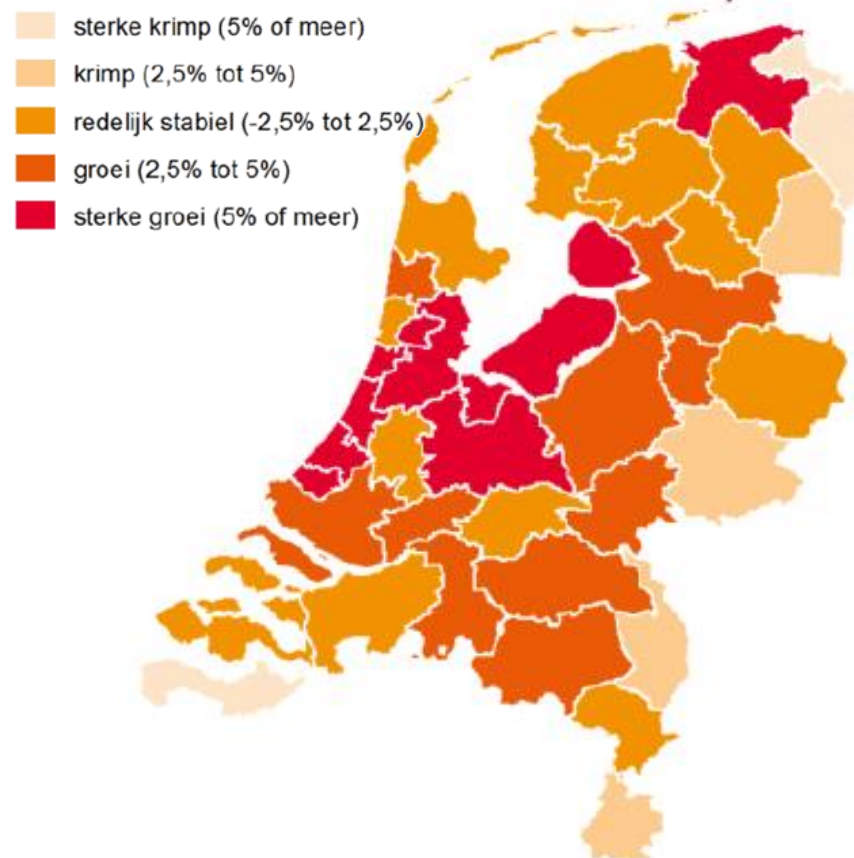 sterke krimp (5% of meer)
krimp (2,5% tot 5%)
redelijk stabiel (-2,5% tot 2,5%)
groei (2,5% tot 5%)
sterke groei (5% of meer)